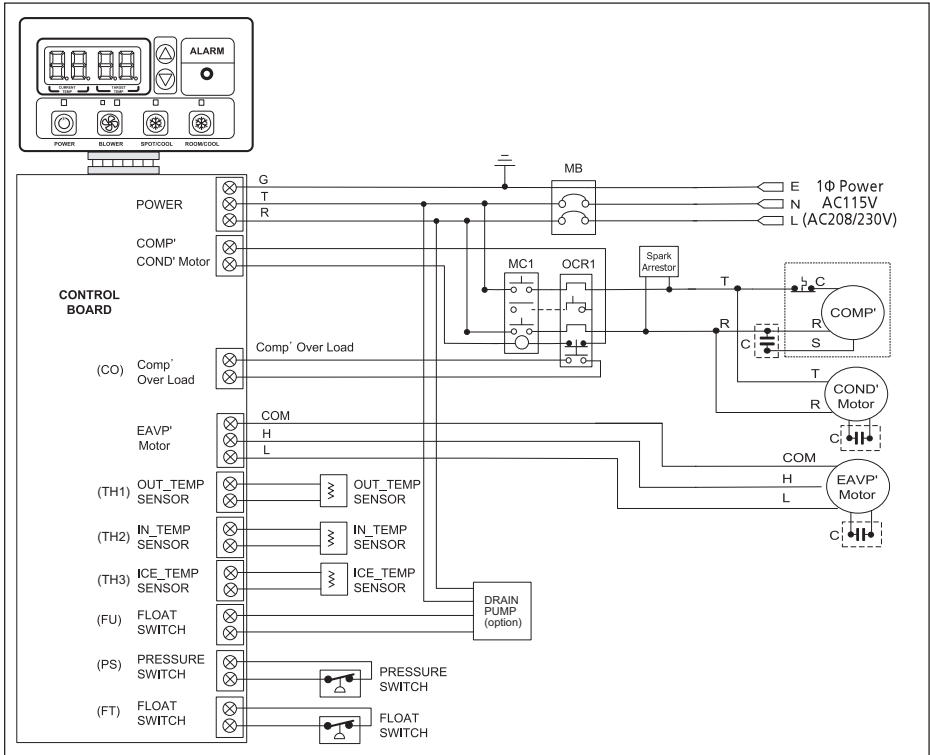 ALARM
CURRENT TEMP
TARGET TEMP
POWER
BLOWER
SPOT/COOL
ROOM/COOL
CONTROL
BOARD
POWER
G
T
R
COMP'
COND' Motor
(CO) Comp'
Over Load
Comp' Over Load
EAVP'
Motor
COM
H
L
(TH1) OUT_TEMP
SENSOR
OUT_TEMP
SENSOR
(TH2) IN_TEMP
SENSOR
IN_TEMP
SENSOR
(TH3) ICE_TEMP
SENSOR
ICE_TEMP
SENSOR
(FU) FLOAT
SWITCH
DRAIN
PUMP
(option)
(PS) PRESSURE
SWITCH
PRESSURE
SWITCH
(FT) FLOAT
SWITCH
FLOAT
SWITCH
MB
E
N
L
1Φ Power
AC115V
(AC208/230V)
MC1
OCR1
Spark
Arrestor
T
R
C
R
S
C
COMP'
T
R
COND'
Motor
C
COM
H
L
EAVP'
Motor
C